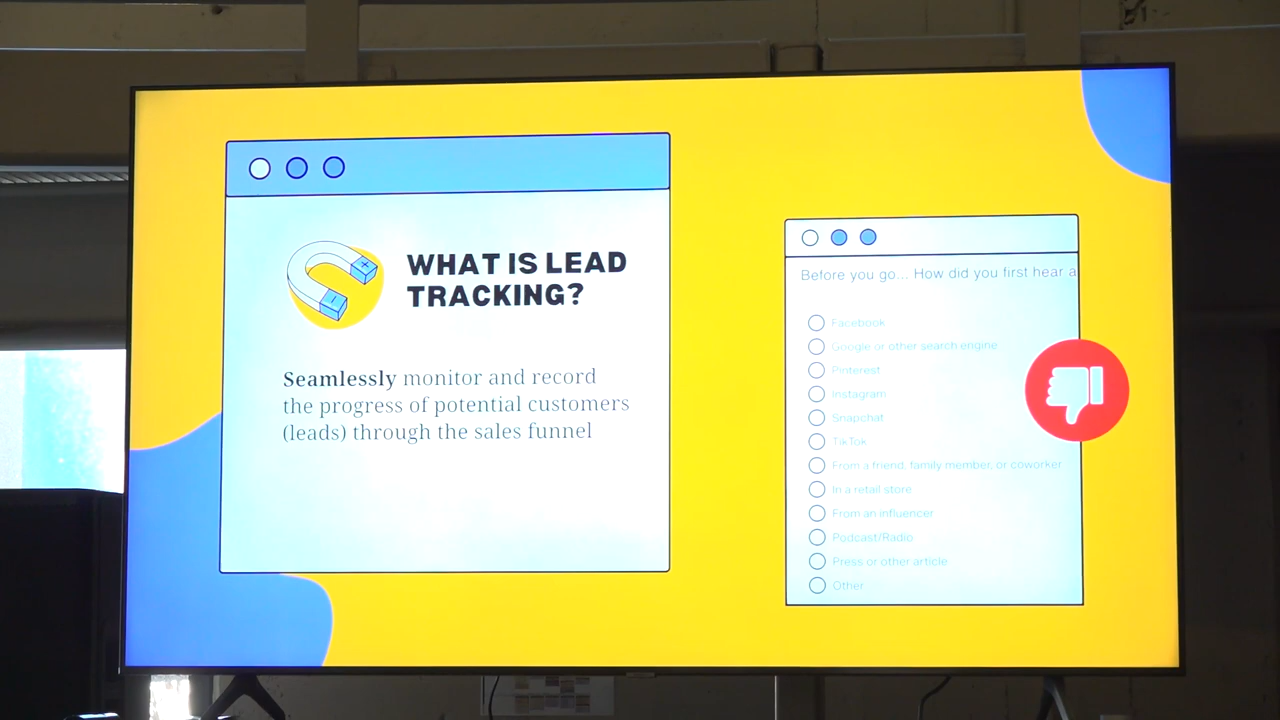 WHAT IS LEAD
TRACKING?
Seamlessly monitor and record
the progress of potential customers
(leads) through the sales funnel
Before you go... How did you first hear a
Facebook
Google or other search engine
Pinterest
Instagram
Snapchat
TikTok
From a friend, family member, or coworker
In a retail store
From an influencer
Podcast/Radio
Press or other article
Other